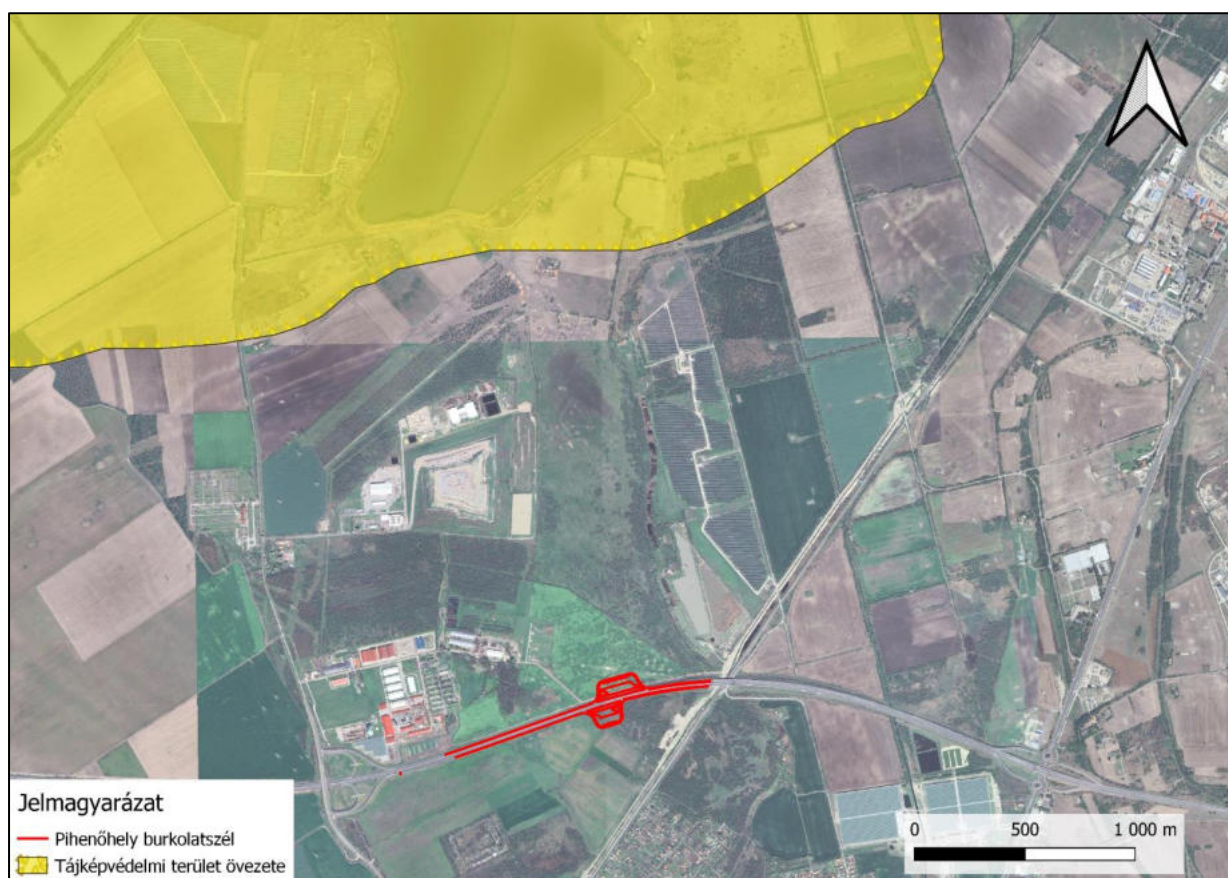 Jelmagyarázat
Pihenőhely burkolatszél
Tájképvédelmi terület övezete
0 500 1 000 m